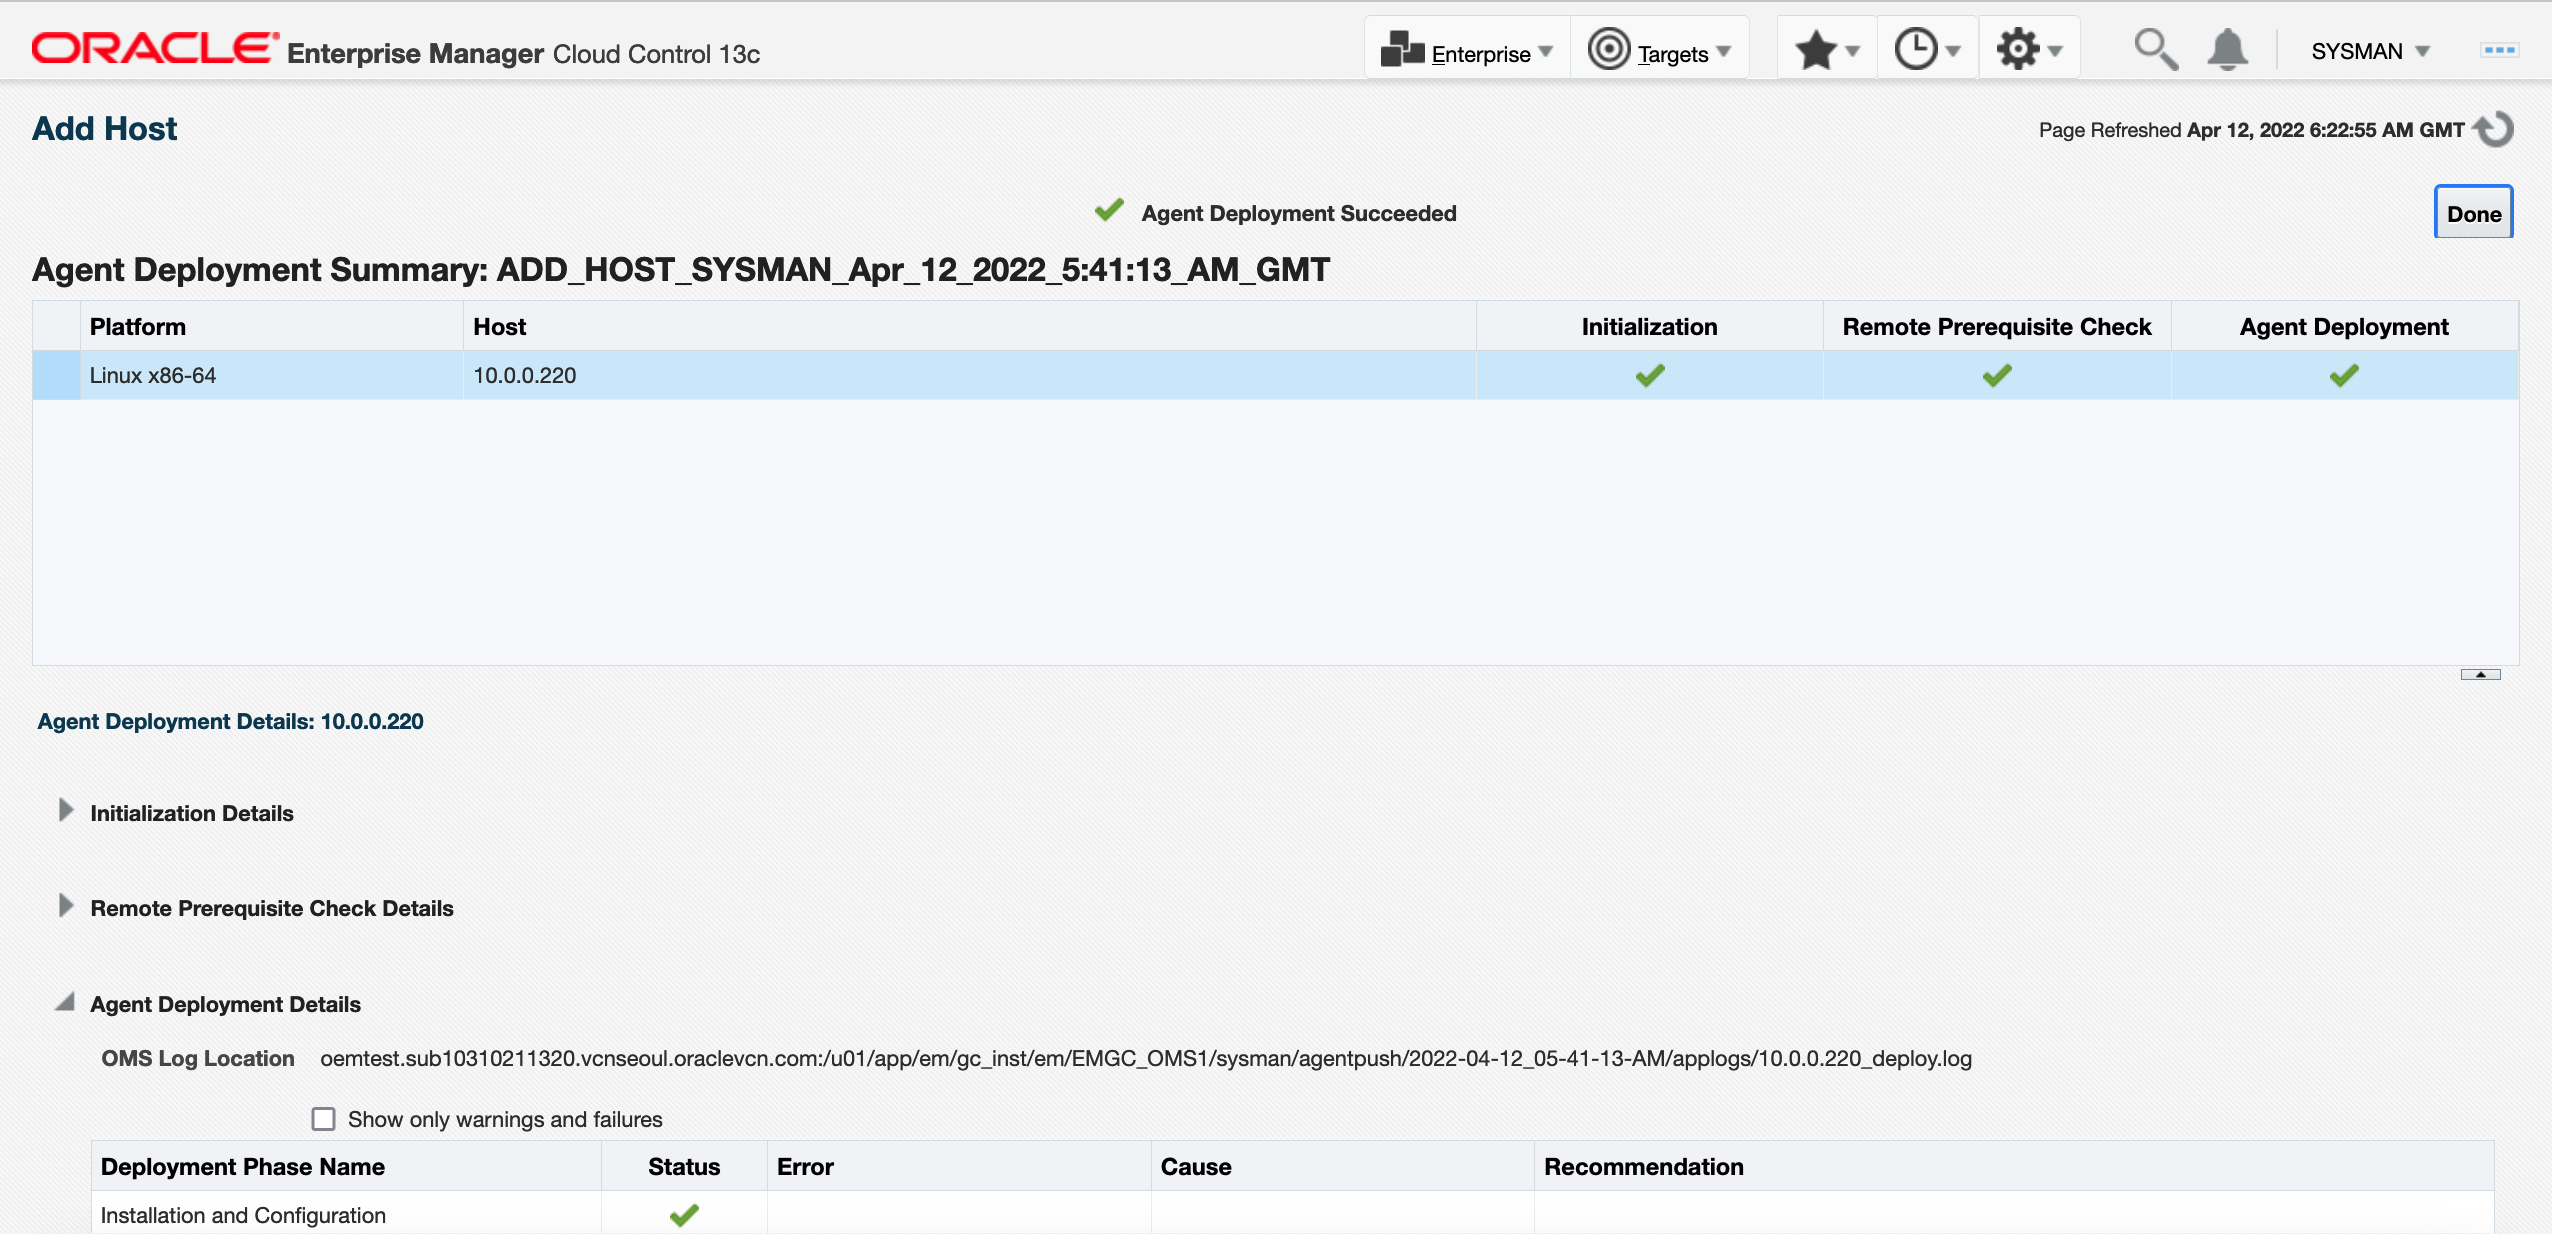 ORACLE® Enterprise Manager Cloud Control 13c Enterprise Targets SYSMAN
Add Host
Page Refreshed Apr 12, 2022 6:22:55 AM GMT
Agent Deployment Succeeded
Done
Agent Deployment Summary: ADD_HOST_SYSMAN_Apr_12_2022_5:41:13_AM_GMT
Platform Host Initialization Remote Prerequisite Check Agent Deployment
Linux x86-64 10.0.0.220
Agent Deployment Details: 10.0.0.220
Initialization Details
Remote Prerequisite Check Details
Agent Deployment Details
OMS Log Location oemtest.sub10310211320.vcnseoul.oraclevcn.com:/u01/app/em/gc_inst/em/EMGC_OMS1/sysman/agentpush/2022-04-12_05-41-13-AM/applogs/10.0.0.220_deploy.log
Show only warnings and failures
Deployment Phase Name Status Error Cause Recommendation
Installation and Configuration